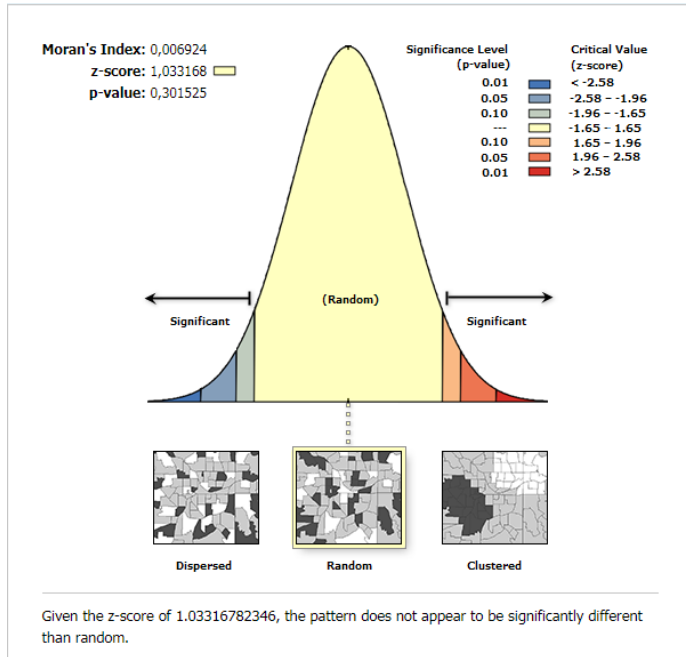 Moran's Index: 0,006924
z-score: 1,033168
p-value: 0,301525
Significance Level
(p-value)
Critical Value
(z-score)
0.01 < -2.58
0.05 -2.58 – -1.96
0.10 -1.96 – -1.65
--- -1.65 – 1.65
0.10 1.65 – 1.96
0.05 1.96 – 2.58
0.01 > 2.58
(Random)
Significant
Significant
Dispersed
Random
Clustered
Given the z-score of 1.03316782346, the pattern does not appear to be significantly different
than random.